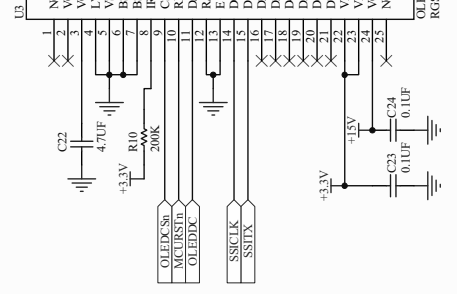 U3
1
2
3
4
5
6
7
8
9
10
11
12
13
14
15
16
17
18
19
20
21
22
23
24
25
C22
4.7UF
R10
200K
+3.3V
OLEDCSn
MCURSTn
OLEDDC
SSICLK
SSITX
+15V
C24
0.1UF
+3.3V
C23
0.1UF